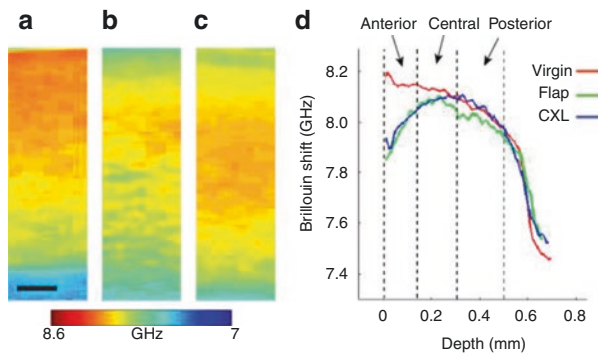 a
b
c
8.6
GHz
7
d
Anterior
Central
Posterior
Virgin
Flap
CXL
Brillouin shift (GHz)
8.2
8.0
7.8
7.6
7.4
0
0.2
0.4
0.6
0.8
Depth (mm)